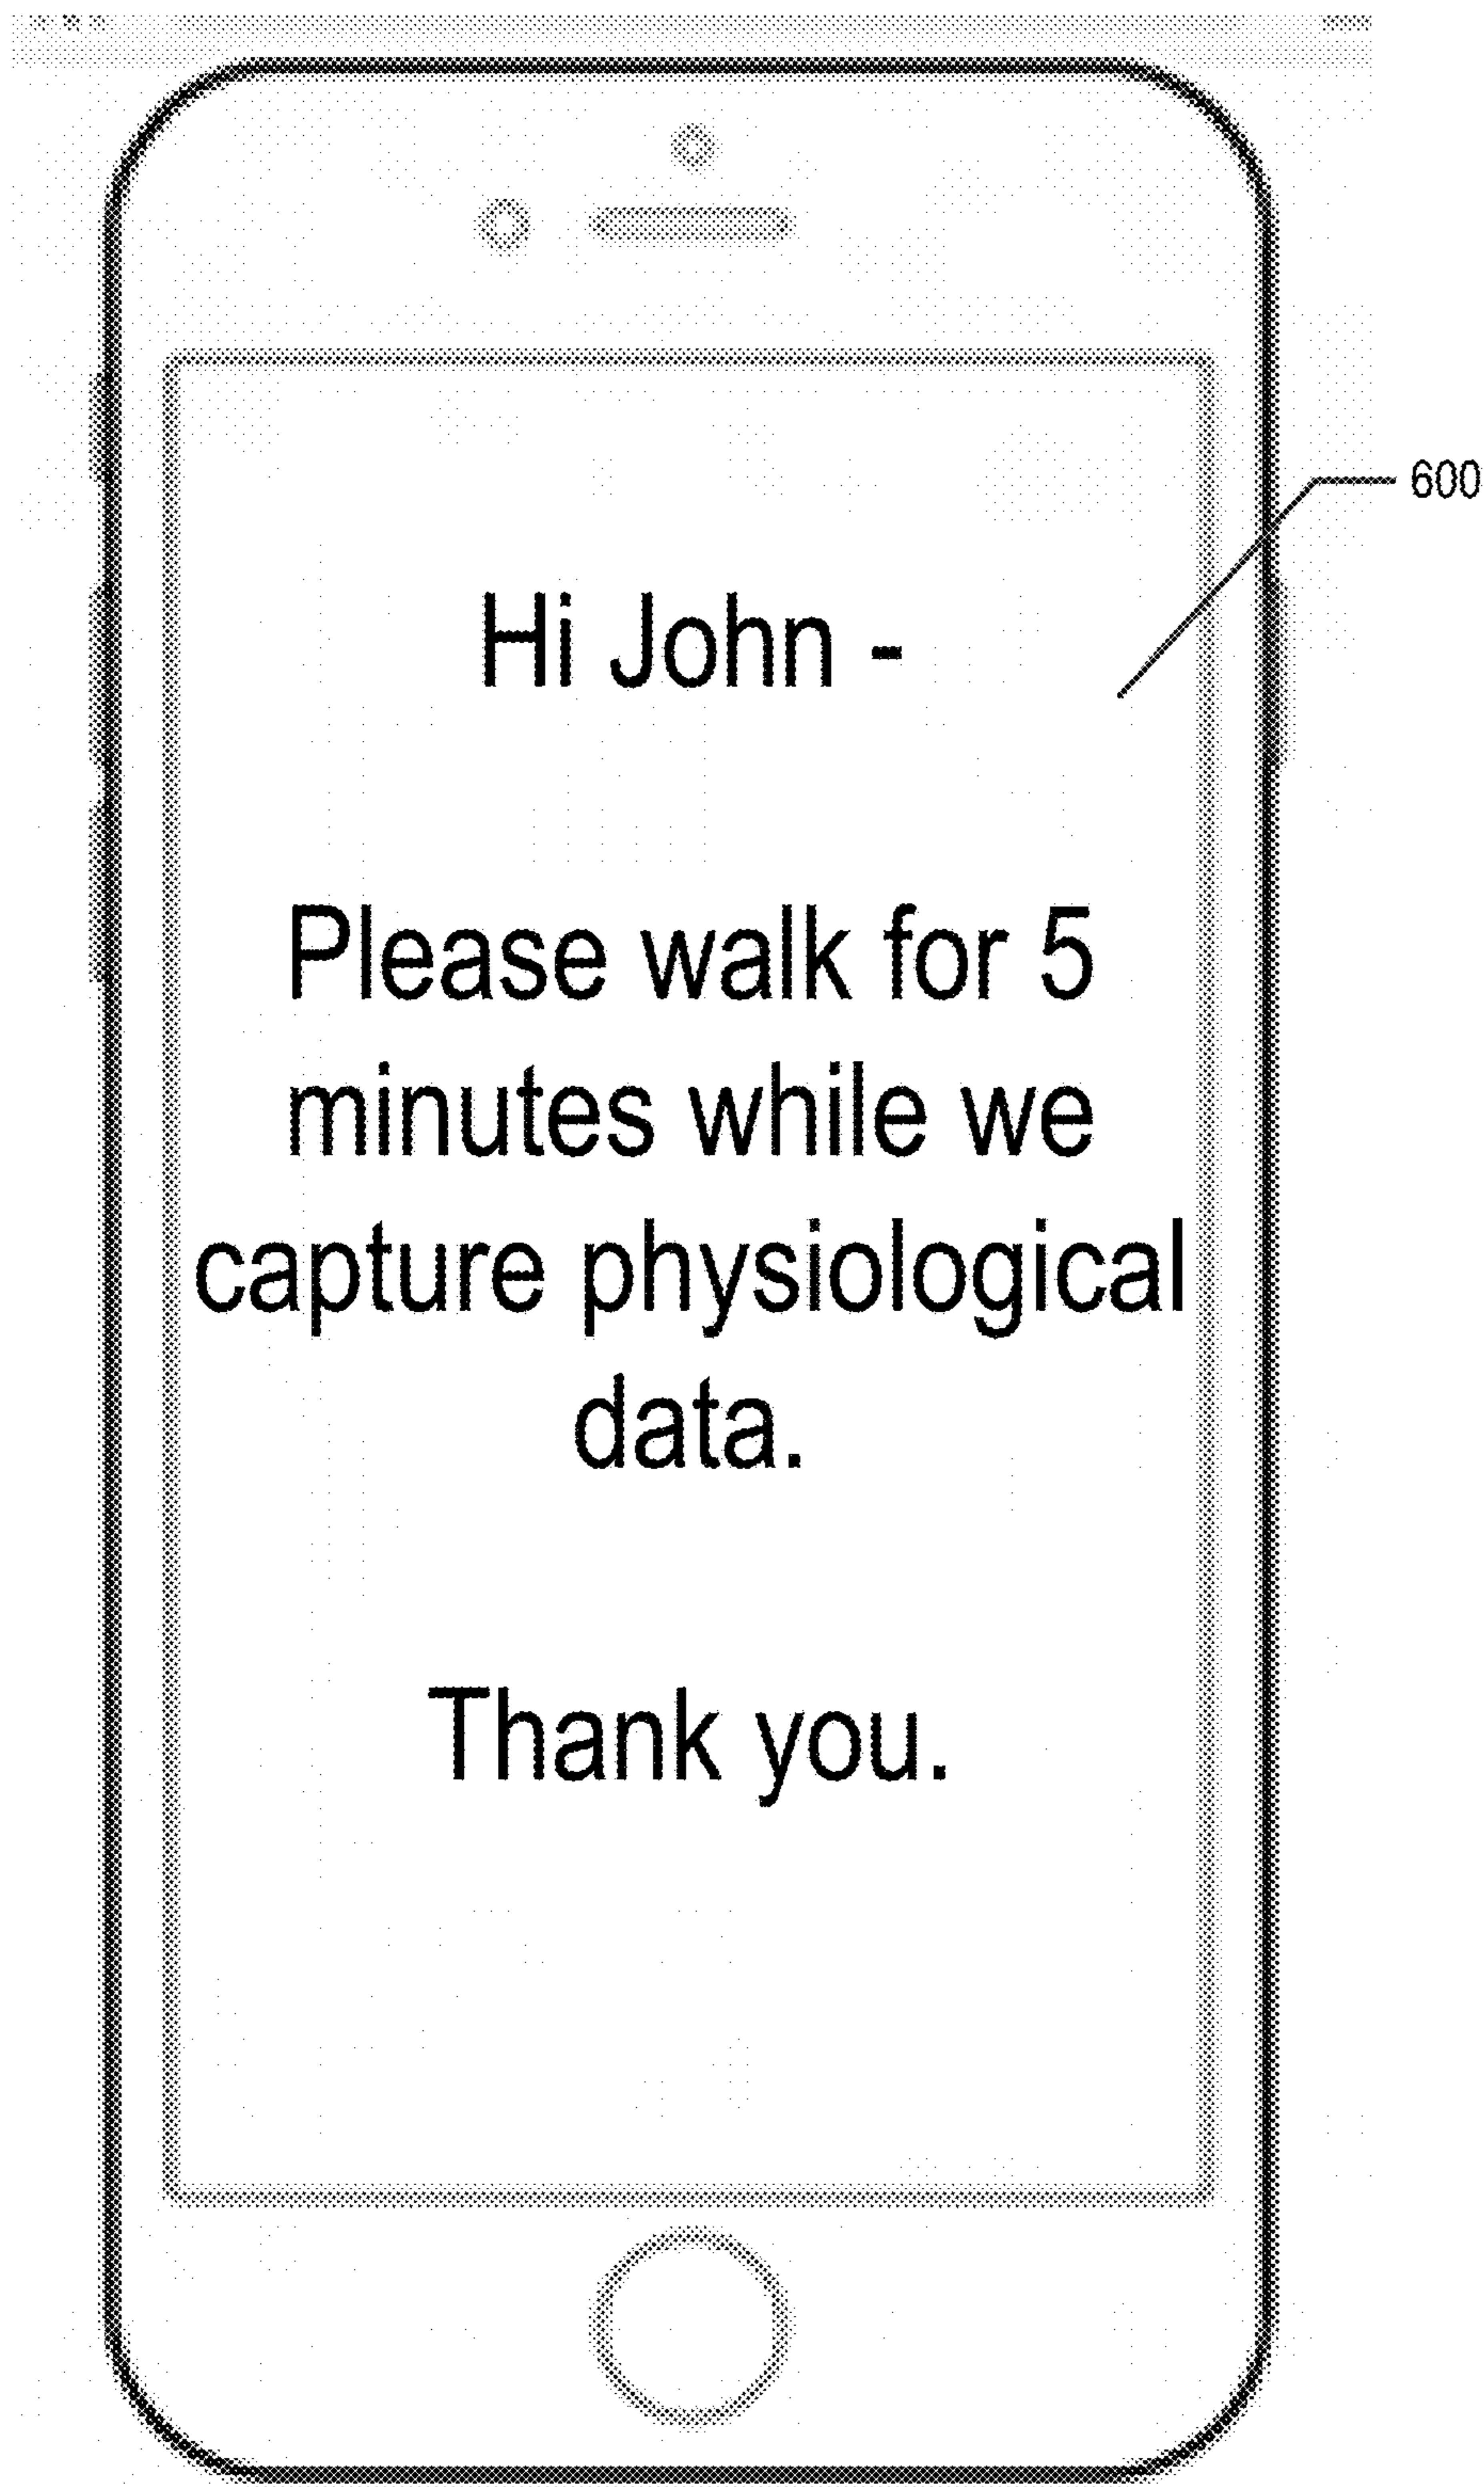 600
Hi John -
Please walk for 5
minutes while we
capture physiological
data.
Thank you.